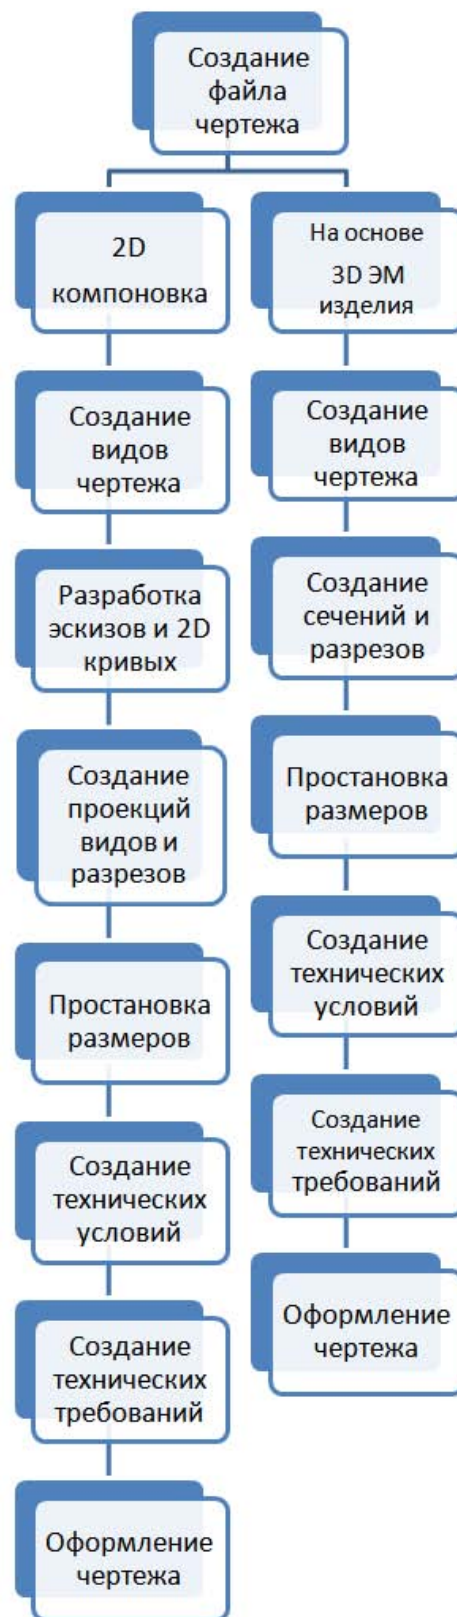 Создание
файла
чертежа
2D
компоновка
Создание
видов
чертежа
Разработка
эскизов и 2D
кривых
Создание
проекций
видов и
разрезов
Простановка
размеров
Создание
технических
условий
Создание
технических
требований
Оформление
чертежа
На основе
3D ЭМ
изделия
Создание
видов
чертежа
Создание
сечений и
разрезов
Простановка
размеров
Создание
технических
условий
Создание
технических
требований
Оформление
чертежа